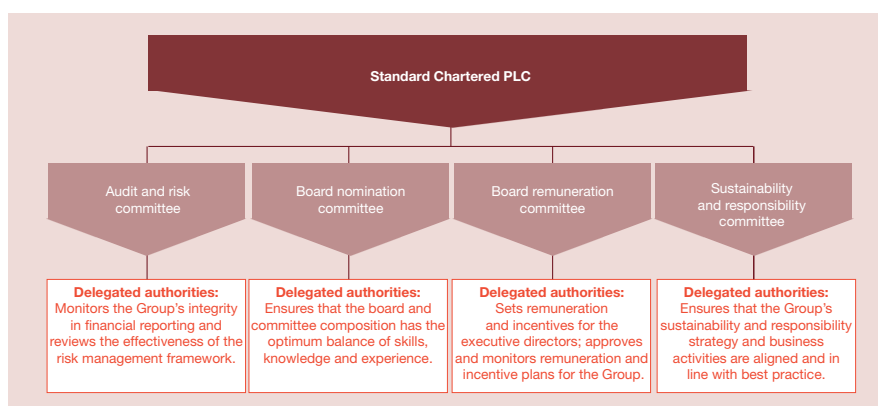 Standard Chartered PLC
Audit and risk
committee
Board nomination
committee
Board remuneration
committee
Sustainability
and responsibility
committee
Delegated authorities:
Monitors the Group's integrity
in financial reporting and
reviews the effectiveness of the
risk management framework.
Delegated authorities:
Ensures that the board and
committee composition has the
optimum balance of skills,
knowledge and experience.
Delegated authorities:
Sets remuneration
and incentives for the
executive directors; approves
and monitors remuneration and
incentive plans for the Group.
Delegated authorities:
Ensures that the Group's
sustainability and responsibility
strategy and business
activities are aligned and in
line with best practice.